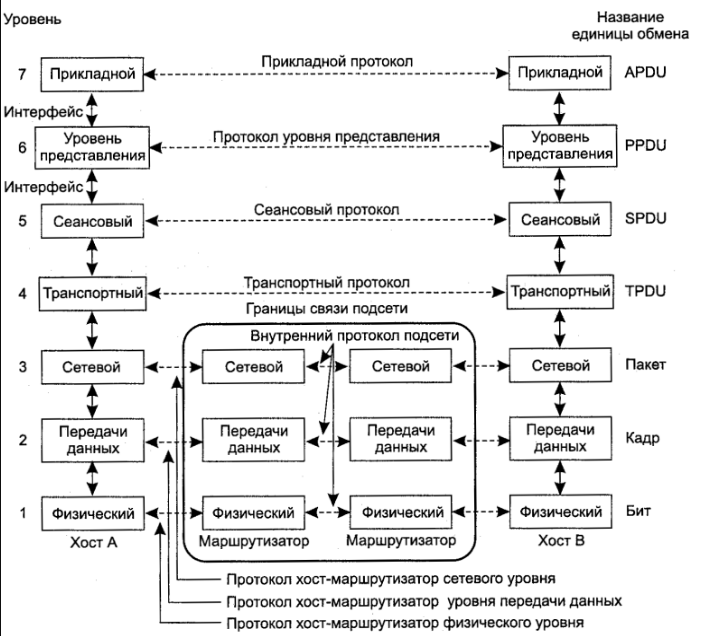 Уровень
Название
единицы обмена
Прикладной протокол
7 Прикладной Прикладной APDU
Интерфейс
Протокол уровня представления
6 Уровень представления Уровень представления PPDU
Интерфейс
Сеансовый протокол
5 Сеансовый Сеансовый SPDU
Транспортный протокол
4 Транспортный Транспортный TPDU
Границы связи подсети
Внутренний протокол подсети
3 Сетевой Сетевой Сетевой Сетевой Пакет
2 Передачи данных Передачи данных Передачи данных Передачи данных Кадр
1 Физический Физический Физический Физический Бит
Хост А Маршрутизатор Маршрутизатор Хост В
Протокол хост-маршрутизатор сетевого уровня
Протокол хост-маршрутизатор уровня передачи данных
Протокол хост-маршрутизатор физического уровня